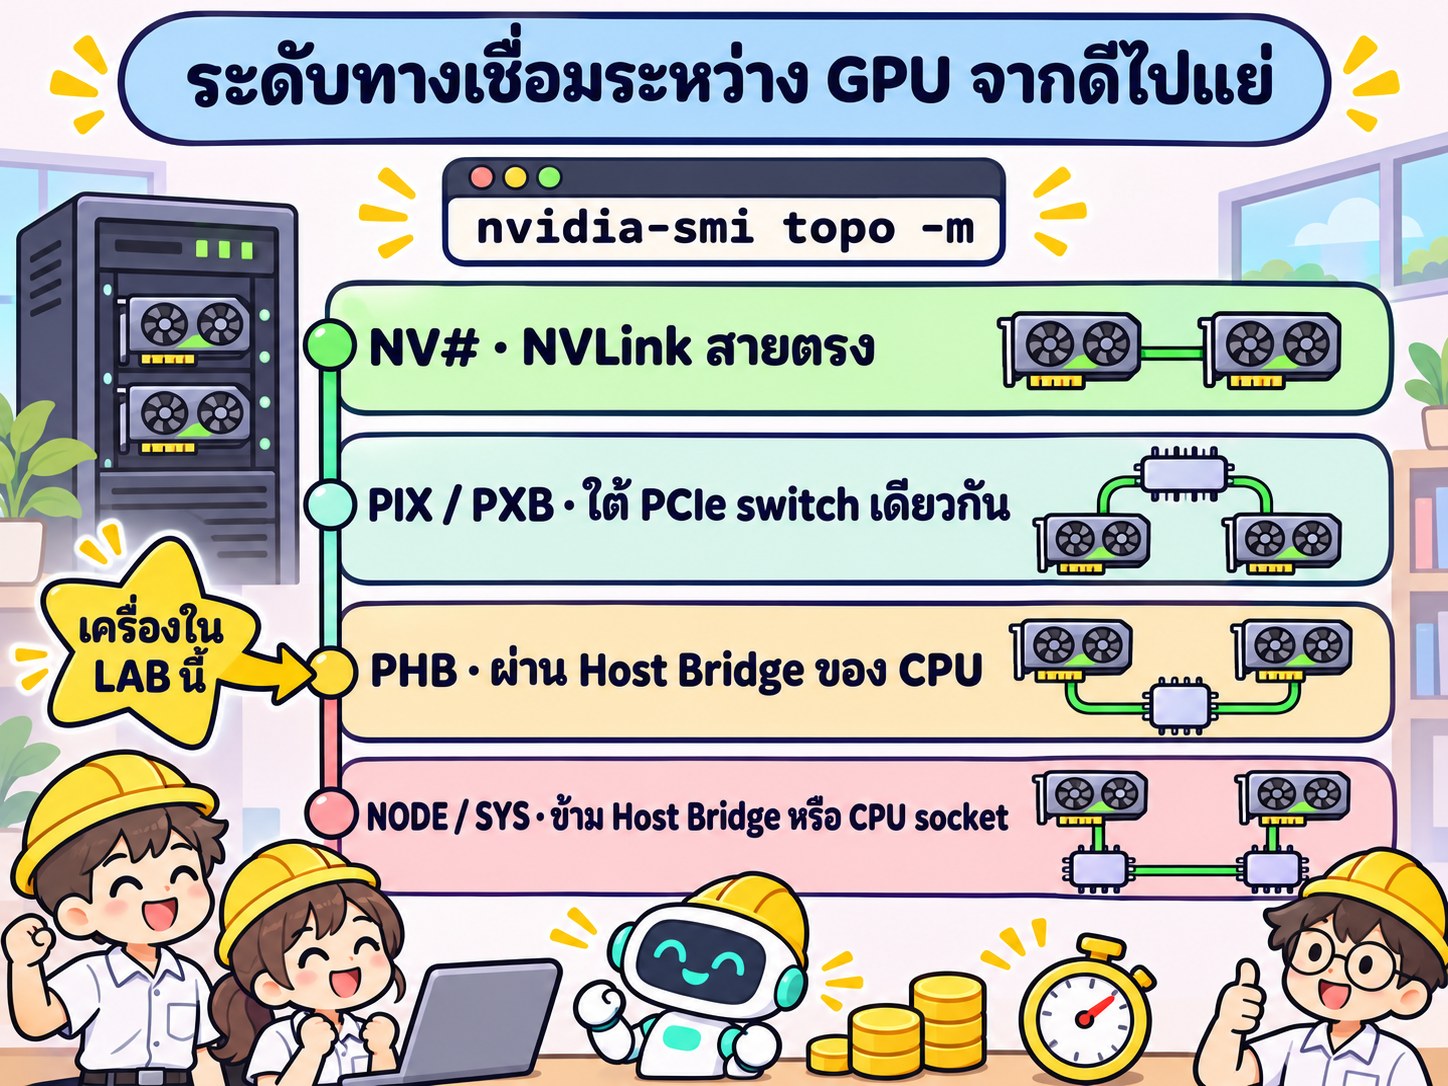 ระดับทางเชื่อมระหว่าง GPU จากดีไปแย่
nvidia-smi topo -m
NV# · NVLink สายตรง
PIX / PXB · ใต้ PCIe switch เดียวกัน
เครื่องใน
LAB นี้
PHB · ผ่าน Host Bridge ของ CPU
NODE / SYS · ข้าม Host Bridge หรือ CPU socket